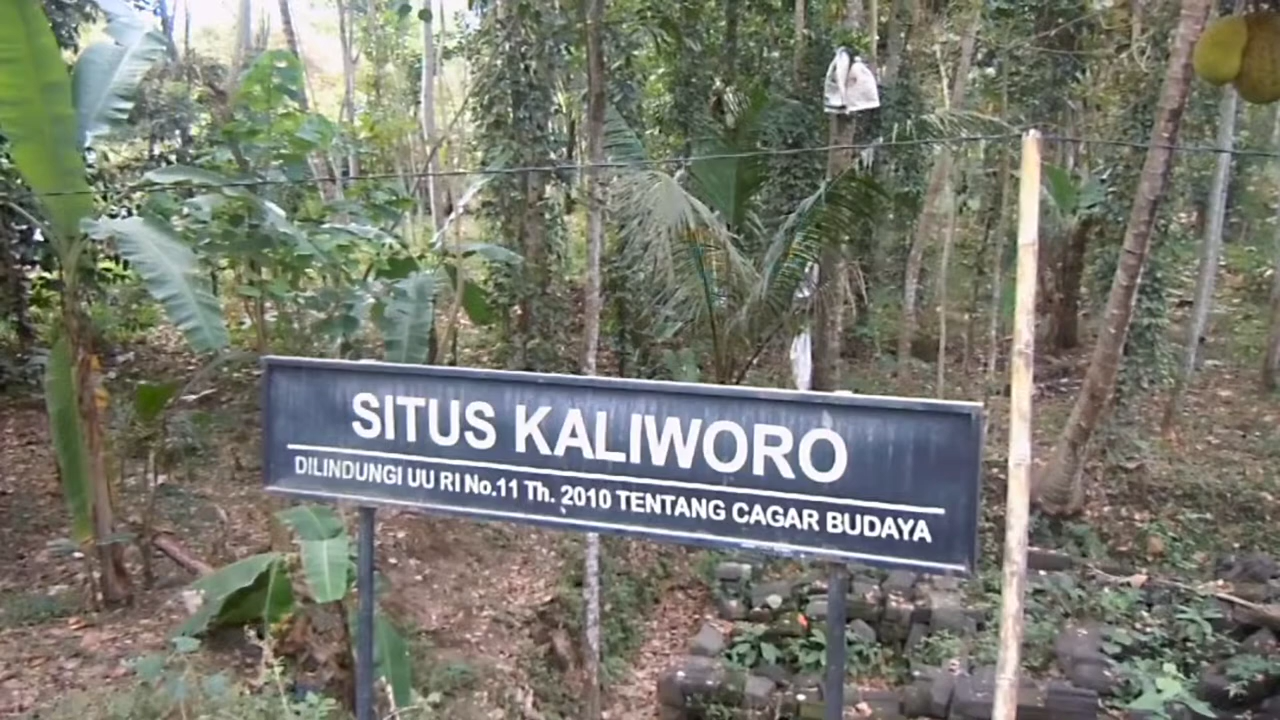 SITUS KALIWORO
DILINDUNGI UU RI No.11 Th. 2010 TENTANG CAGAR BUDAYA